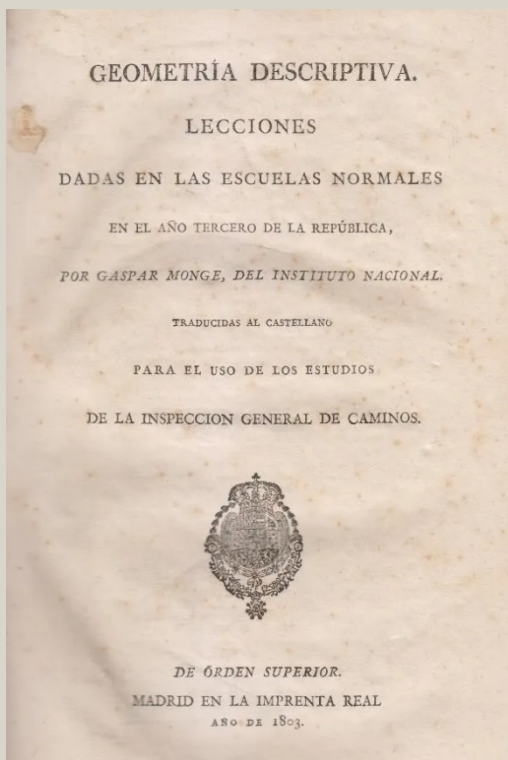 GEOMETRÍA DESCRIPTIVA.
LECCIONES
DADAS EN LAS ESCUELAS NORMALES
EN EL AÑO TERCERO DE LA REPÚBLICA,
POR GASPAR MONGE, DEL INSTITUTO NACIONAL.
TRADUCIDAS AL CASTELLANO
PARA EL USO DE LOS ESTUDIOS
DE LA INSPECCION GENERAL DE CAMINOS.
DE ÓRDEN SUPERIOR.
MADRID EN LA IMPRENTA REAL
AÑO DE 1803.